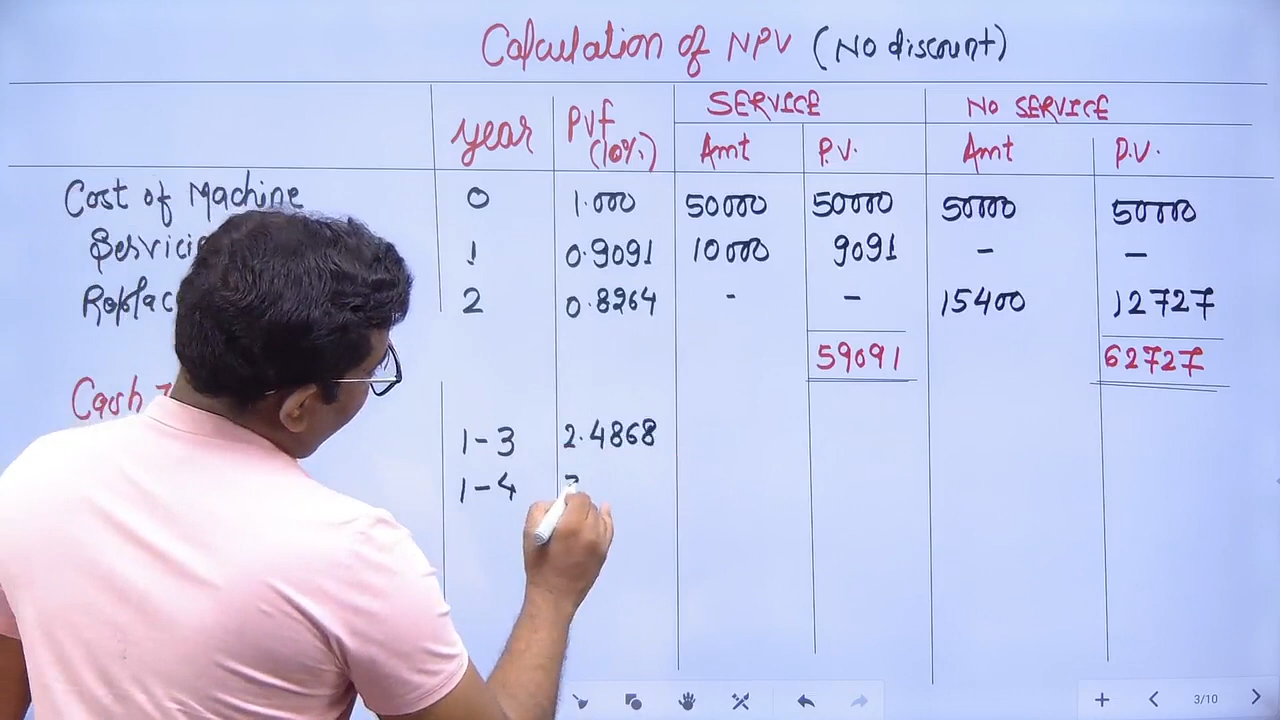 Calculation of NPV (No discount)
year Pvf (10%) SERVICE NO SERVICE
Amt P.V. Amt P.V.
Cost of Machine 0 1.000 50000 50000 50000 50000
1 0.9091 10000 9091 - -
2 0.8264 - - 15400 12727
59091 62727
Cash
1-3 2.4868
1-4